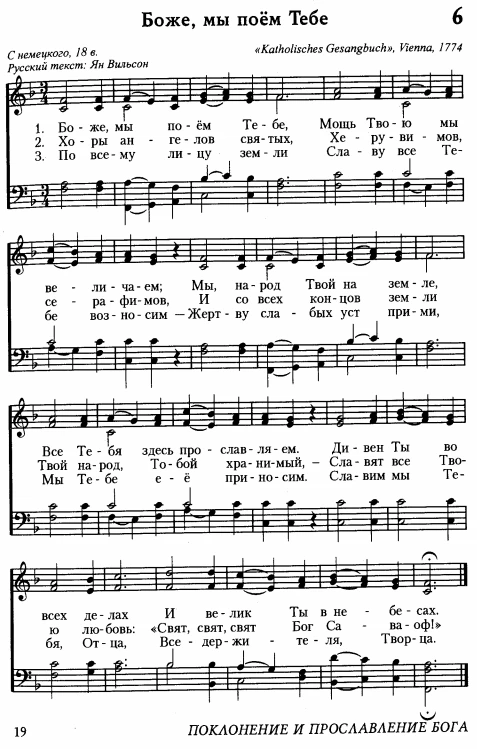 Боже, мы поём Тебе 6
С немецкого, 18 в. «Katholisches Gesangbuch», Vienna, 1774
Русский текст: Ян Вильсон
1. Бо - же, мы по - ём Те - бе, Мощь Тво - ю мы
2. Хо - ры ан - ге - лов свя - тых, Хе - ру - ви - мов,
3. По все - му ли - цу зем - ли Сла - ву все Те -
ве - ли - ча - ем; Мы, на - род Твой на зем - ле,
се - ра - фи - мов, И со всех кон - цов зем - ли
бе воз - но - сим – Жерт - ву сла - бых уст при - ми,
Все Те - бя здесь про - слав - ля - ем. Ди - вен Ты во
Твой на - род, То - бой хра - ни - мый, – Сла - вят все Тво -
Мы Те - бе е - ё при - но - сим. Сла - вим мы Те -
всех де - лах И ве - лик Ты в не - бе - сах.
ю лю - бовь: «Свят, свят, свят Бог Са - ва - оф!»
бя, От - ца, Все - дер - жи - те - ля, Твор - ца.
19 ПОКЛОНЕНИЕ И ПРОСЛАВЛЕНИЕ БОГА